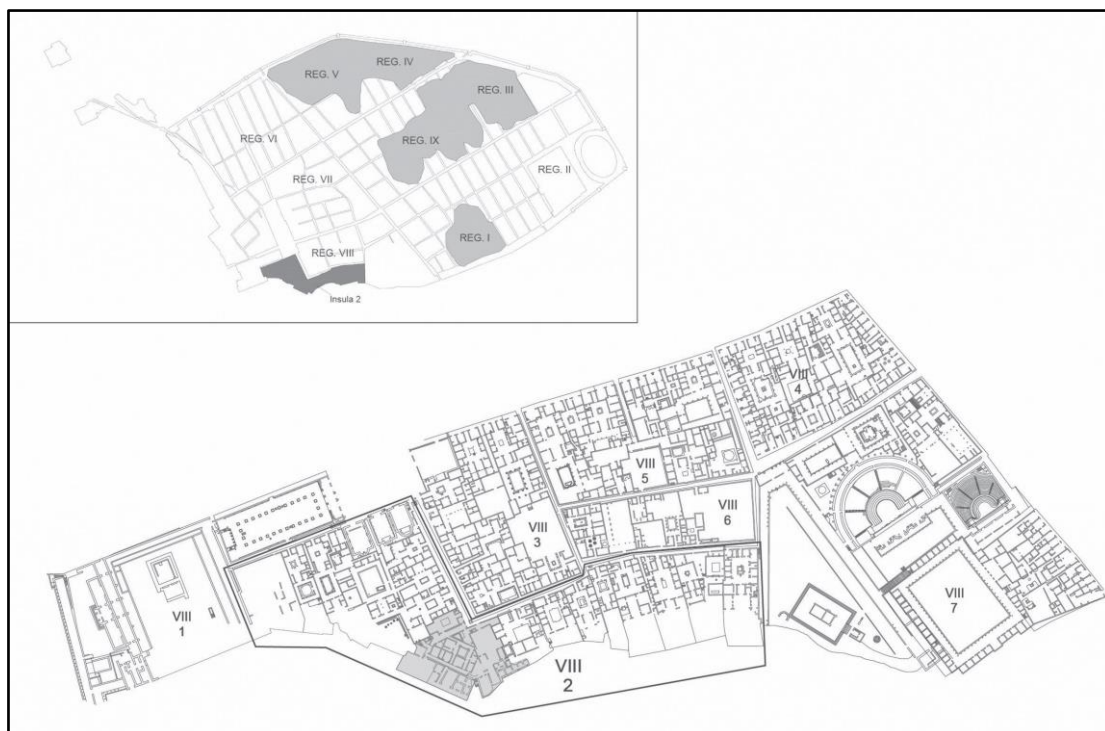 REG. V
REG. IV
REG. III
REG. VI
REG. IX
REG. II
REG. VII
REG. I
REG. VIII
Insula 2
VIII
4
VIII
5
VIII
6
VIII
3
VIII
7
VIII
1
VIII
2